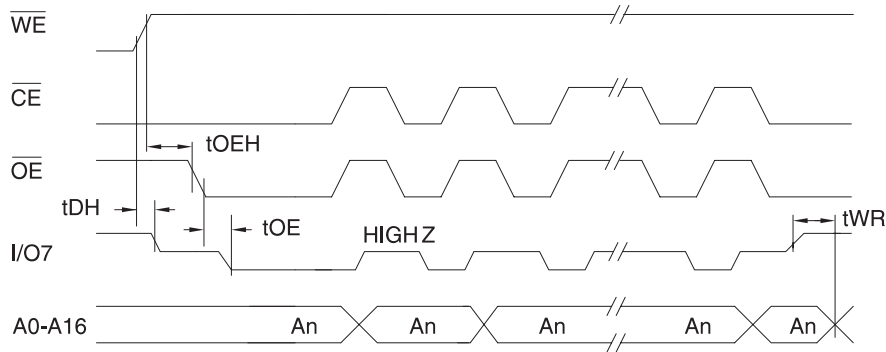 WE
CE
tOEH
OE
tDH
tOE
HIGH Z
tWR
I/O7
A0-A16
An An An An An